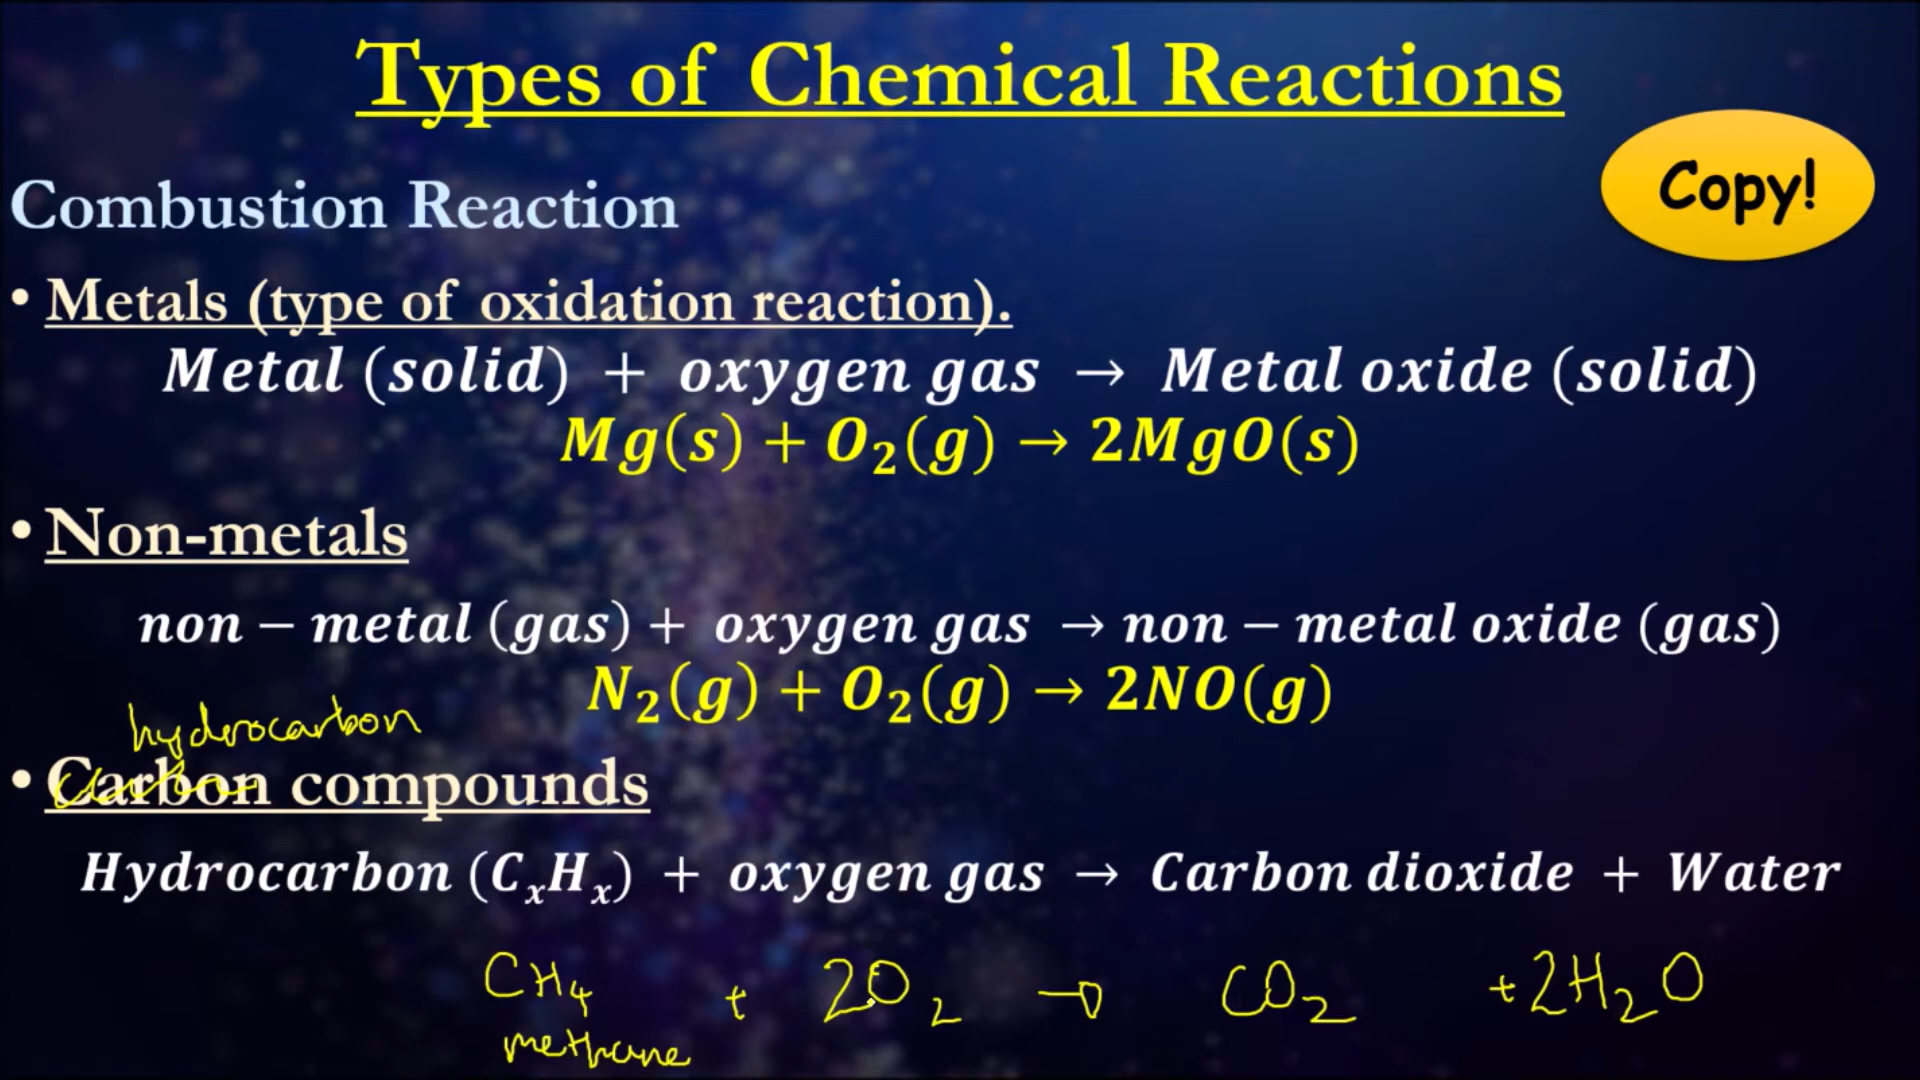 Types of Chemical Reactions
Copy!
Combustion Reaction
• Metals (type of oxidation reaction).
Metal (solid) + oxygen gas → Metal oxide (solid)
Mg(s) + O₂(g) → 2MgO(s)
• Non-metals
non − metal (gas) + oxygen gas → non − metal oxide (gas)
N₂(g) + O₂(g) → 2NO(g)
hydrocarbon
• Carbon compounds
Hydrocarbon (CₓHₓ) + oxygen gas → Carbon dioxide + Water
CH₄ + 2O₂ → CO₂ + 2H₂O
methane